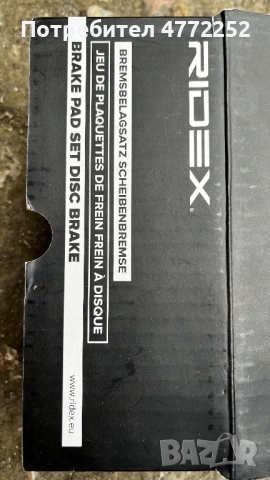 Потребител 4772252
RIDEX
BREMSBELAGSATZ SCHEIBENBREMSE
JEU DE PLAQUETTES DE FREIN FREIN À DISQUE
BRAKE PAD SET DISC BRAKE
www.ridex.eu
BAZAR